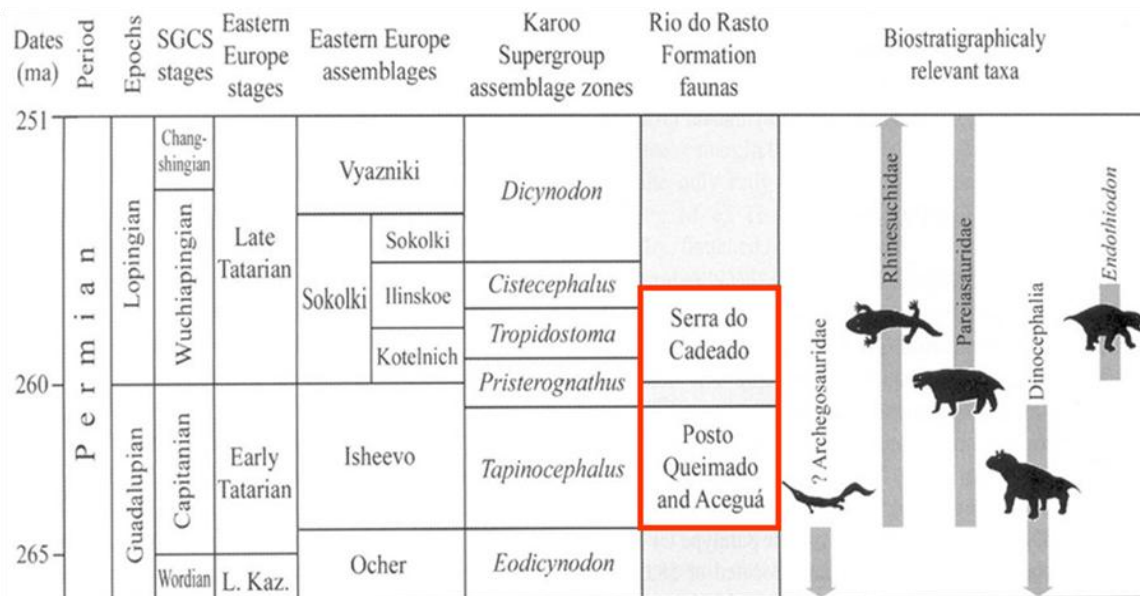 Dates
(ma)
Period
Epochs
SGCS
stages
Eastern
Europe
stages
Eastern Europe
assemblages
Karoo
Supergroup
assemblage zones
Rio do Rasto
Formation
faunas
Biostratigraphicaly
relevant taxa
251
260
265
Permian
Lopingian
Guadalupian
Chang-
shingian
Wuchiapingian
Capitanian
Wordian
Late
Tatarian
Early
Tatarian
L. Kaz.
Vyazniki
Sokolki
Sokolki
Ilinskoe
Kotelnich
Isheevo
Ocher
Dicynodon
Cistecephalus
Tropidostoma
Pristerognathus
Tapinocephalus
Eodicynodon
Serra do
Cadeado
Posto
Queimado
and Aceguá
? Archegosauridae
Rhinesuchidae
Pareiasauridae
Dinocephalia
Endothiodon